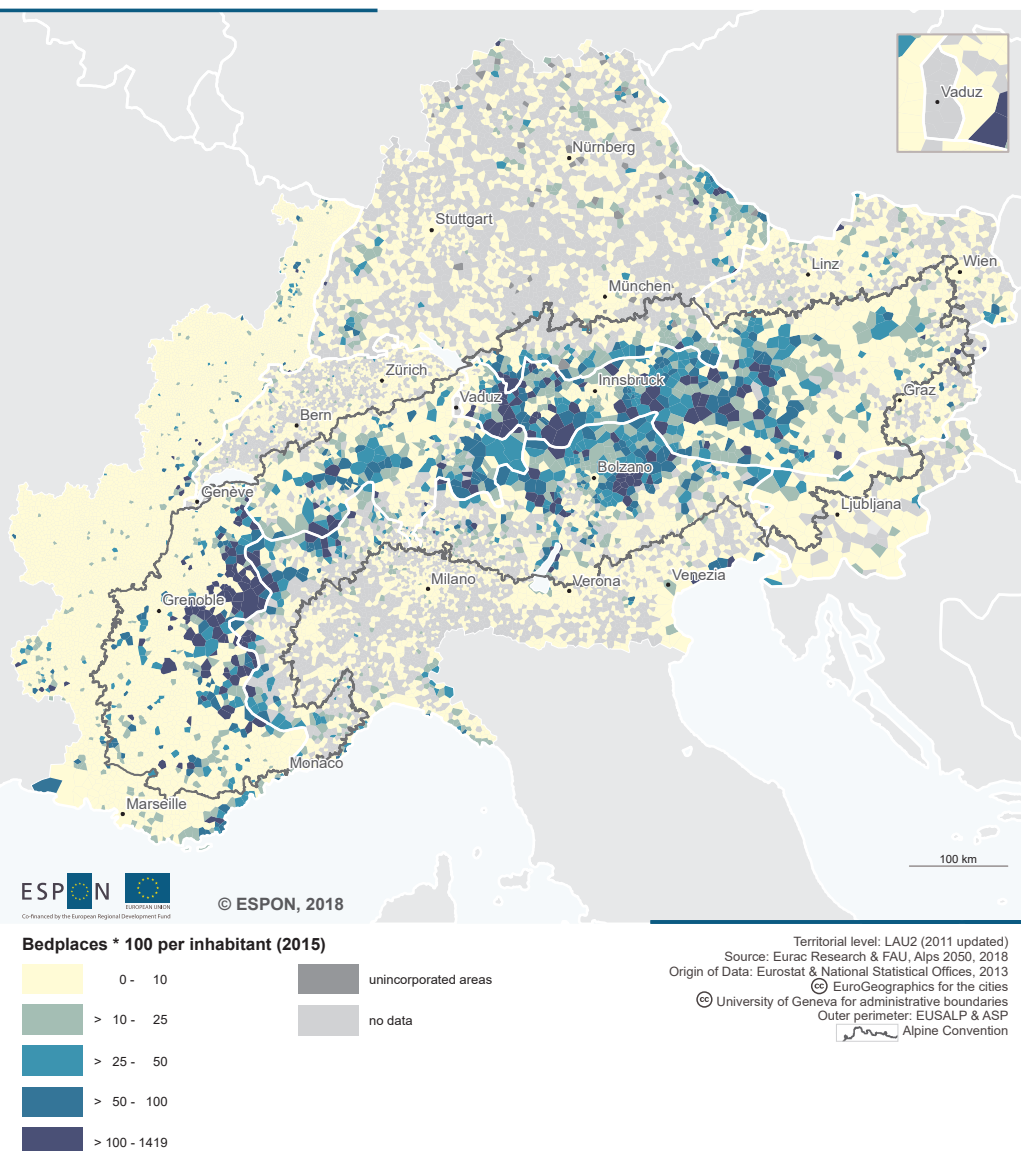 Vaduz
Nürnberg
Stuttgart
Linz
Wien
München
Zürich
Innsbruck
Vaduz
Graz
Bern
Bolzano
Genève
Ljubljana
Milano
Verona
Venezia
Grenoble
Monaco
Marseille
100 km
ESPON
EUROPEAN UNION
Co-financed by the European Regional Development Fund
© ESPON, 2018
Bedplaces * 100 per inhabitant (2015)
0 - 10
> 10 - 25
> 25 - 50
> 50 - 100
> 100 - 1419
unincorporated areas
no data
Territorial level: LAU2 (2011 updated)
Source: Eurac Research & FAU, Alps 2050, 2018
Origin of Data: Eurostat & National Statistical Offices, 2013
cc EuroGeographics for the cities
cc University of Geneva for administrative boundaries
Outer perimeter: EUSALP & ASP
Alpine Convention